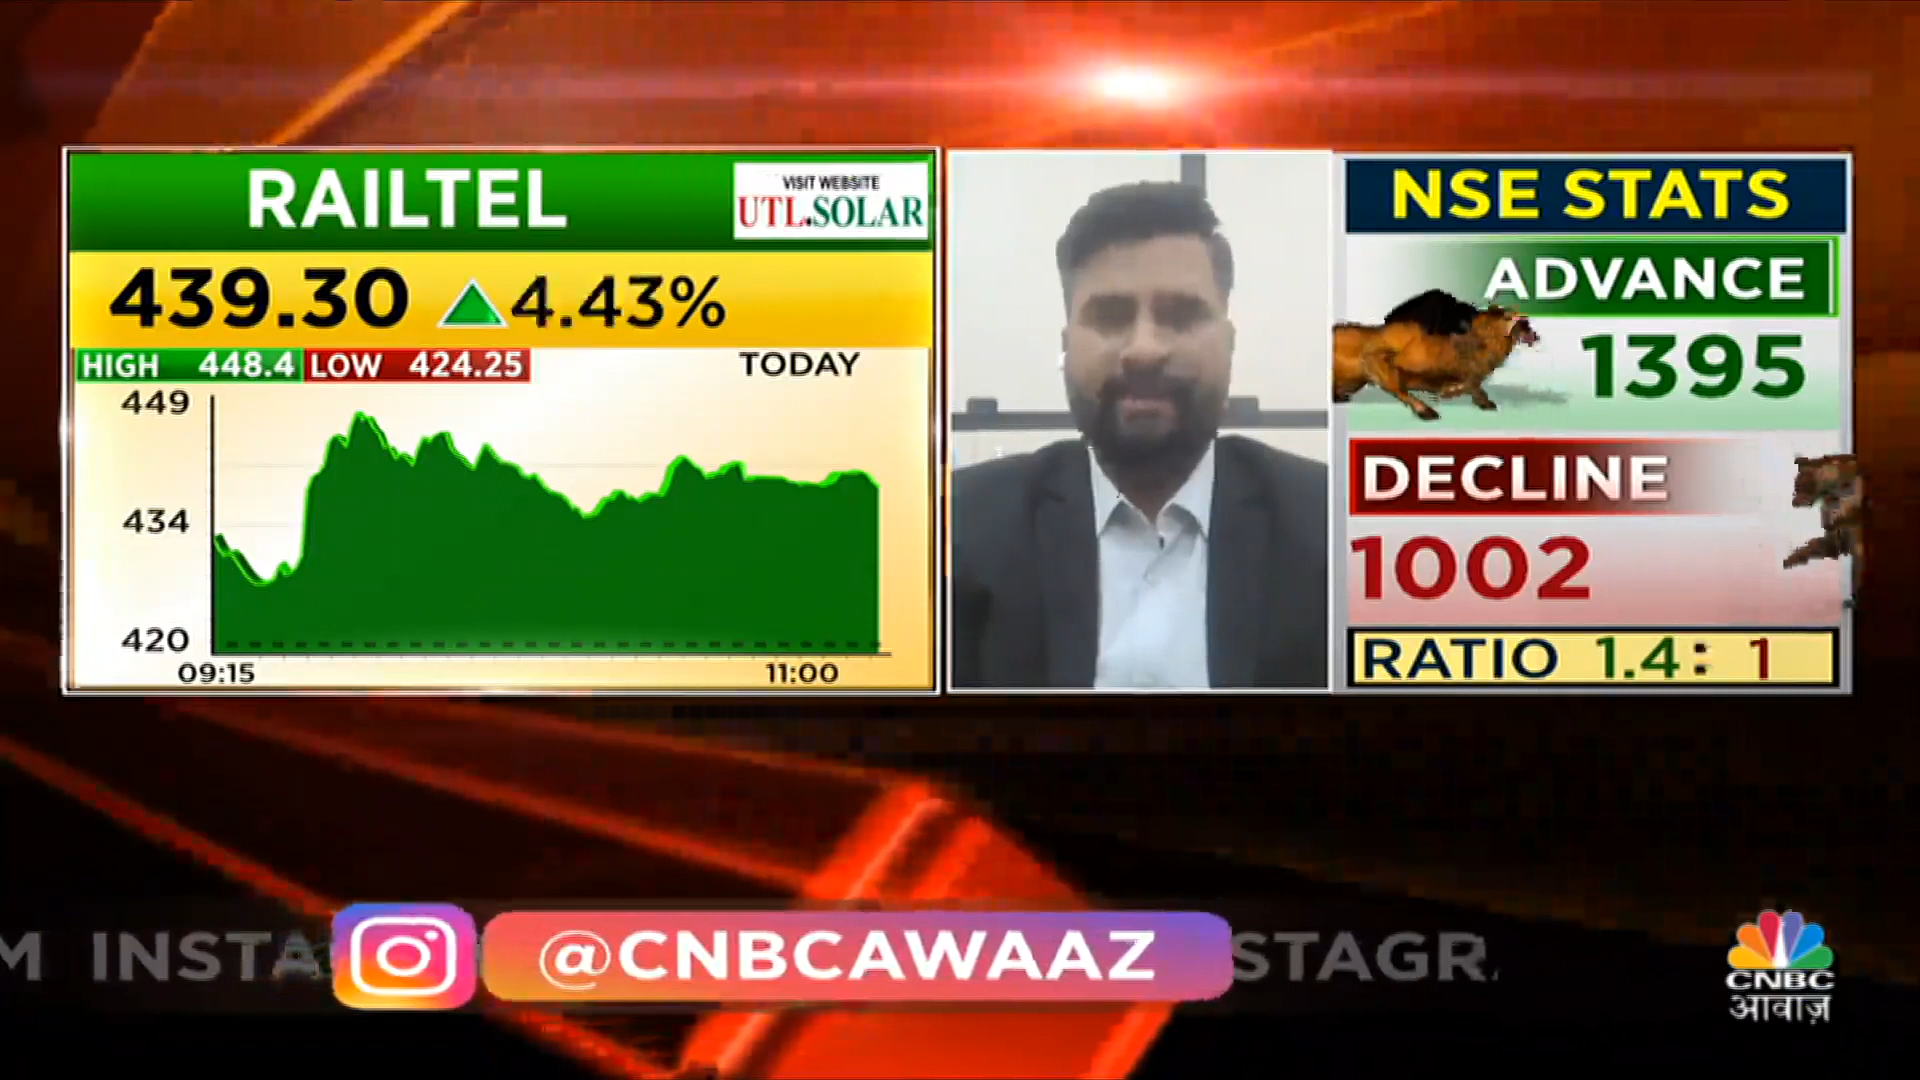 RAILTEL
VISIT WEBSITE
UTL.SOLAR
439.30 ▲ 4.43%
HIGH 448.4 LOW 424.25 TODAY
449
434
420
09:15 11:00
NSE STATS
ADVANCE
1395
DECLINE
1002
RATIO 1.4 : 1
M INSTA @CNBCAWAAZ STAGR
CNBC
आवाज़